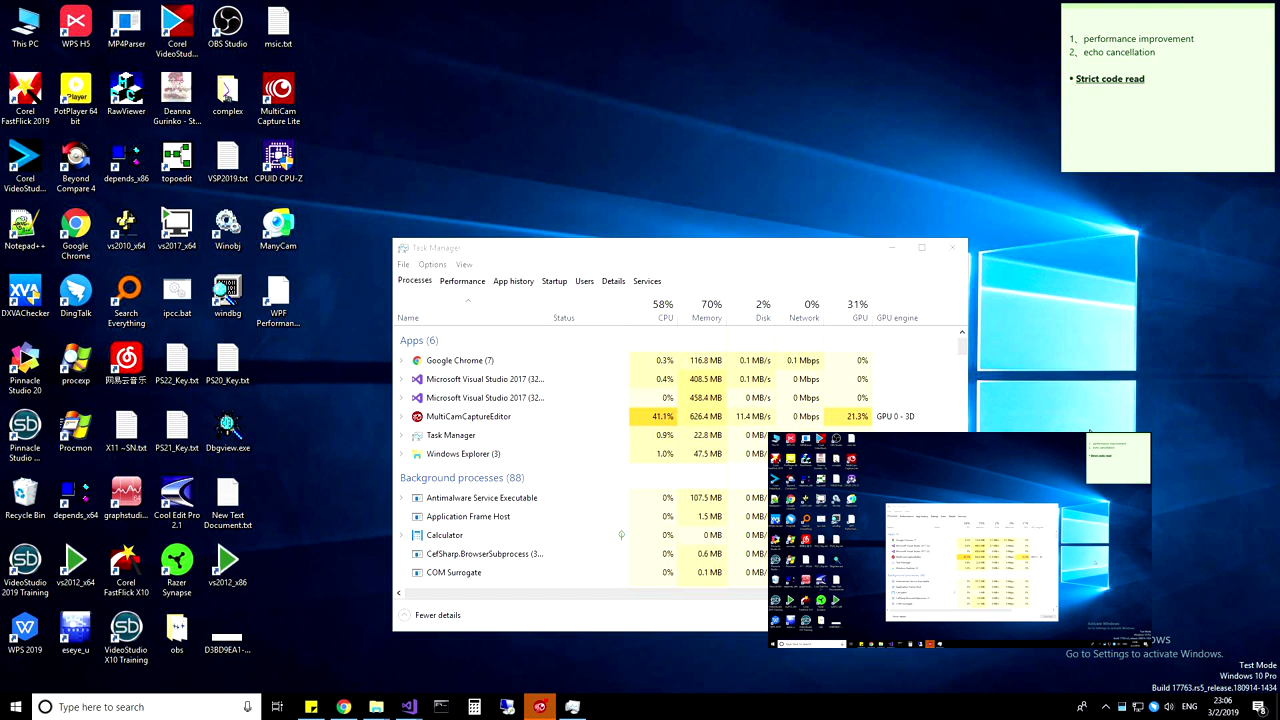 This PC
WPS H5
MP4Parser
Corel
VideoStud...
OBS Studio
msic.txt
Corel
FastFlick 2019
PotPlayer 64
bit
RawViewer
Deanna
Gurinko - St...
complex
MultiCam
Capture Lite
Corel
VideoStud...
Beyond
Compare 4
depends_x86
topoedit
VSP2019.txt
CPUID CPU-Z
Notepad++
Google
Chrome
vs2010_x64
vs2017_x64
Winobj
ManyCam
DXVAChecker
DingTalk
Search
Everything
ipcc.bat
windbg
WPF
Performan...
Pinnacle
Studio ...
procexp
网易云音乐
PS22_Key.txt
PS20_Key.txt
Pinnacle
Studio ...
Procmon
X11 -SN.txt
PS21_Key.txt
Dbgview.exe
Recycle Bin
depends_x64
graphstudi...
Cool Edit Pro
2.1
New Text
Document.txt
VideoStudio
2019 Training
vs2012_x64
Corel
Razer
Synapse
vs2012_x86
WPS 2019
eseye_u
VideoStudio
X10 Training
obs
1、performance improvement
2、echo cancellation
• Strict code read
Task Manager
File Options View
Processes Performance App history Startup Users Details Services
58% 70% 2% 0% 31%
Name Status CPU Memory Disk Network GPU GPU engine
Apps (6)
Google Chrome (7) 0.3% 116.8 MB 0.1 MB/s 0.1 Mbps 0%
Microsoft Visual Studio 2017 (32... 0.4% 408.5 MB 0.1 MB/s 0 Mbps 0%
Microsoft Visual Studio 2017 (32... 0% 458.4 MB 0 MB/s 0 Mbps 0%
MultiCamCaptureEditor 41.1% 626.4 MB 11.4 MB/s 0 Mbps 21.3% GPU 0 - 3D
Task Manager 0.9% 22.8 MB 0 MB/s
Windows Explorer (3)
Background processes (88)
Antimalware Service Executable 0% 107.5 MB 0 MB/s
Application Frame Host 0% 1.5 MB 0 MB/s
Calculator 0% 0 MB 0 MB/s
CefSharp.BrowserSubprocess (3... 0%
Fewer details
Go to Settings to activate Windows.
Test Mode
Windows 10 Pro
Build 17763.rs5_release.180914-1434
Type here to search
ENG
23:06
3/2/2019
8